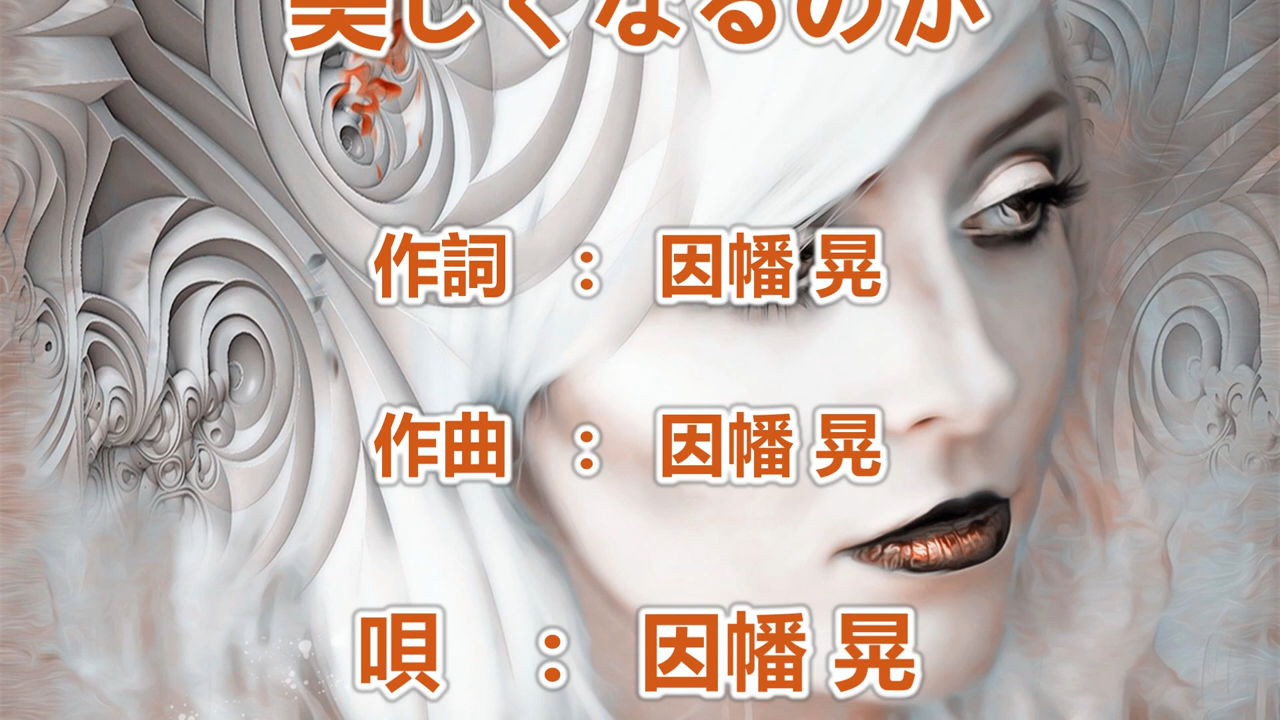 美しくなるのか
作詞 : 因幡 晃
作曲 : 因幡 晃
唄 : 因幡 晃